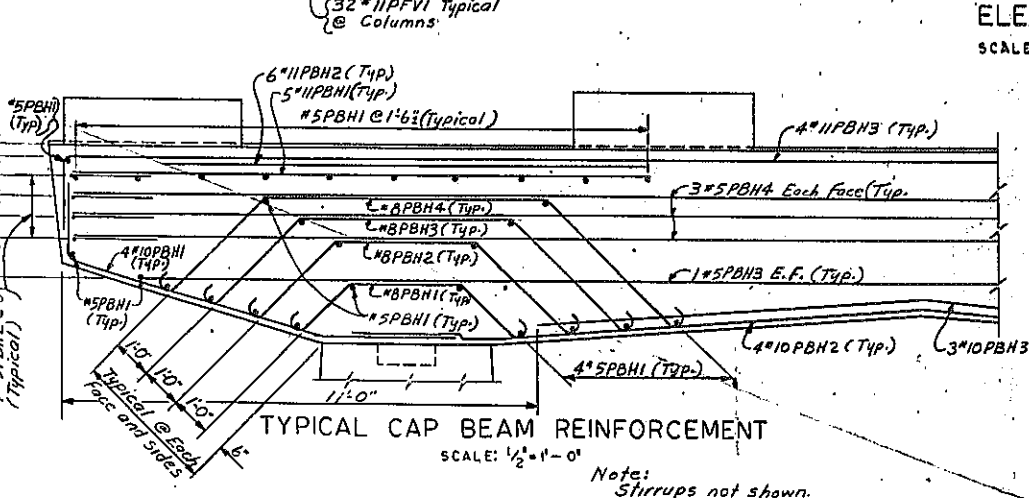 32 #11PFV1 Typical
@ Columns
ELE
SCALE
6 #11PBH2 (Typ.)
5 #11PBH1 (Typ.)
#5PBH1
(Typ)
#5PBH1 @ 1'-6"± (Typical)
4 #11PBH3 (Typ.)
3 #5PBH4 Each Face (Typ.
#8PBH4 (Typ.)
#8PBH3 (Typ.)
#8PBH2 (Typ.)
4 #10PBH1
(Typ.)
1 #5PBH3 E.F. (Typ.)
#8PBH1 (Typ)
#5PBH1
(Typ.)
#5PBH1 (Typ.)
(Typical)
4 #10PBH2 (Typ.)
3 #10PBH3
4 #5PBH1 (Typ.)
1'-0"
1'-0"
1'-0"
6"
Typical @ Each
Face and sides
11'-0"
TYPICAL CAP BEAM REINFORCEMENT
SCALE: 1/2" = 1'-0"
Note:
Stirrups not shown.